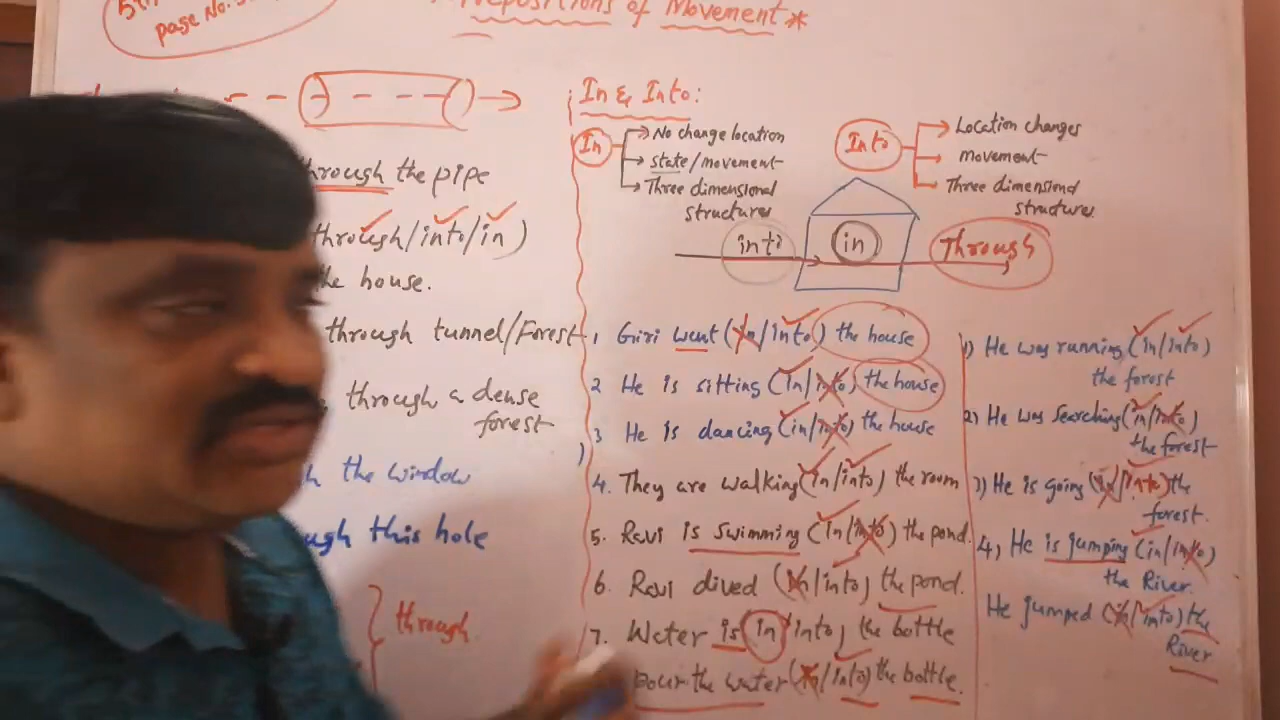 page No.
Prepositions of Movement *
through the pipe
through/into/in)
the house.
through tunnel/Forest
through a dense
forest
the window
this hole
through
In & Into:
In
No change location
state/movement
Three dimensional
structures
Into
Location changes
movement
Three dimensional
structures
into
in
Through
1 Giri went (in/into) the house
2 He is sitting (in/into) the house
3 He is dancing (in/into) the house
4. They are walking (in/into) the room
5. Ravi is swimming (in/into) the pond.
6. Ravi dived (in/into) the pond.
7. Water is in/into) the bottle
Pour the water (in/into) the bottle.
1) He was running (in/into)
the forest
2) He was searching (in/into)
the forest
3) He is going (in/into) the
forest.
4) He is jumping (in/into)
the River.
He jumped (in/into) the
River